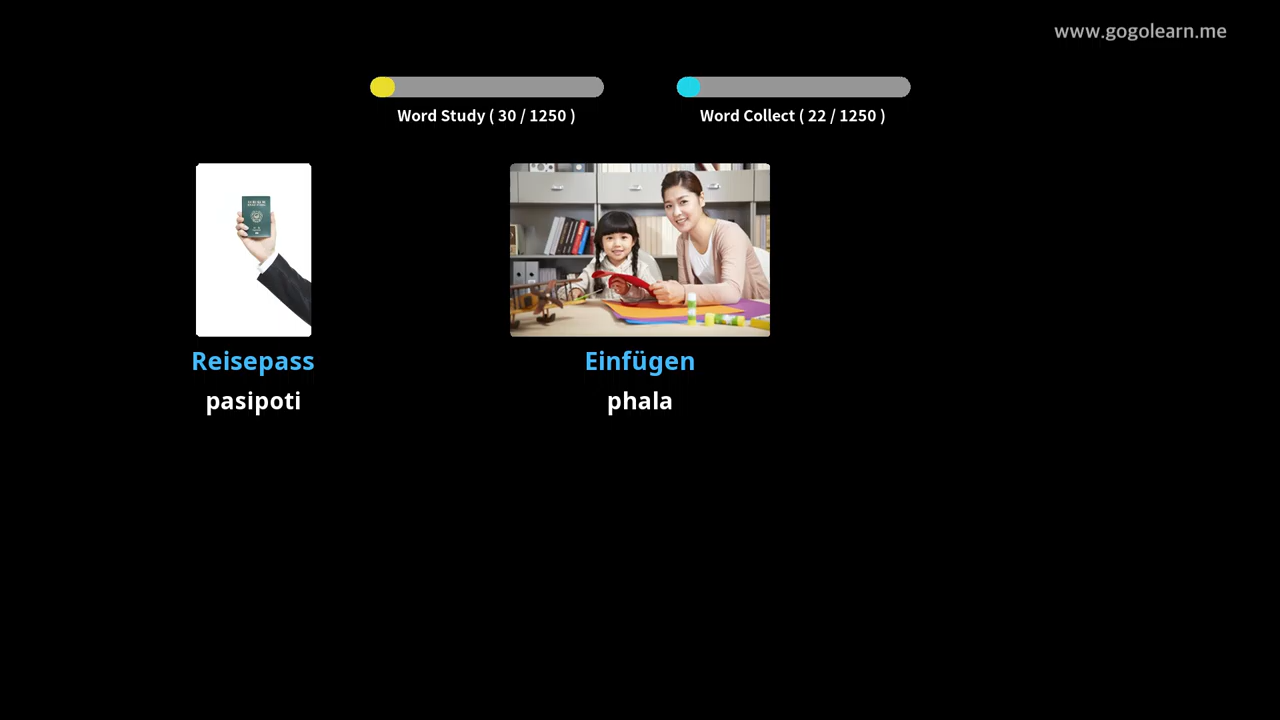 www.gogolearn.me
Word Study ( 30 / 1250 )
Word Collect ( 22 / 1250 )
Reisepass
Einfügen
pasipoti
phala